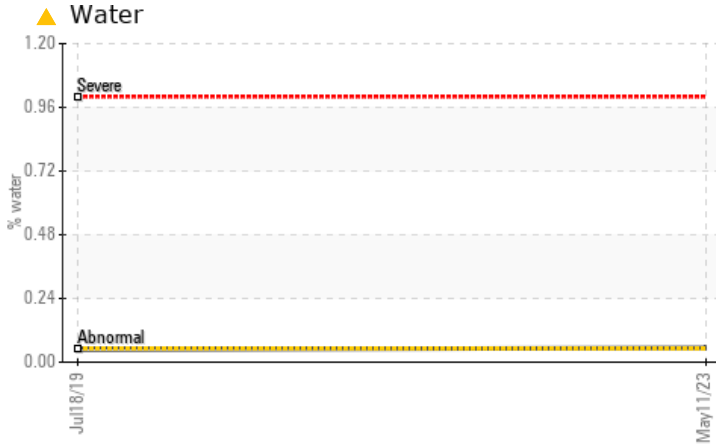 Water
1.20
Severe
0.96
0.72
% water
0.48
0.24
Abnormal
0.00
Jul18/19
May11/23